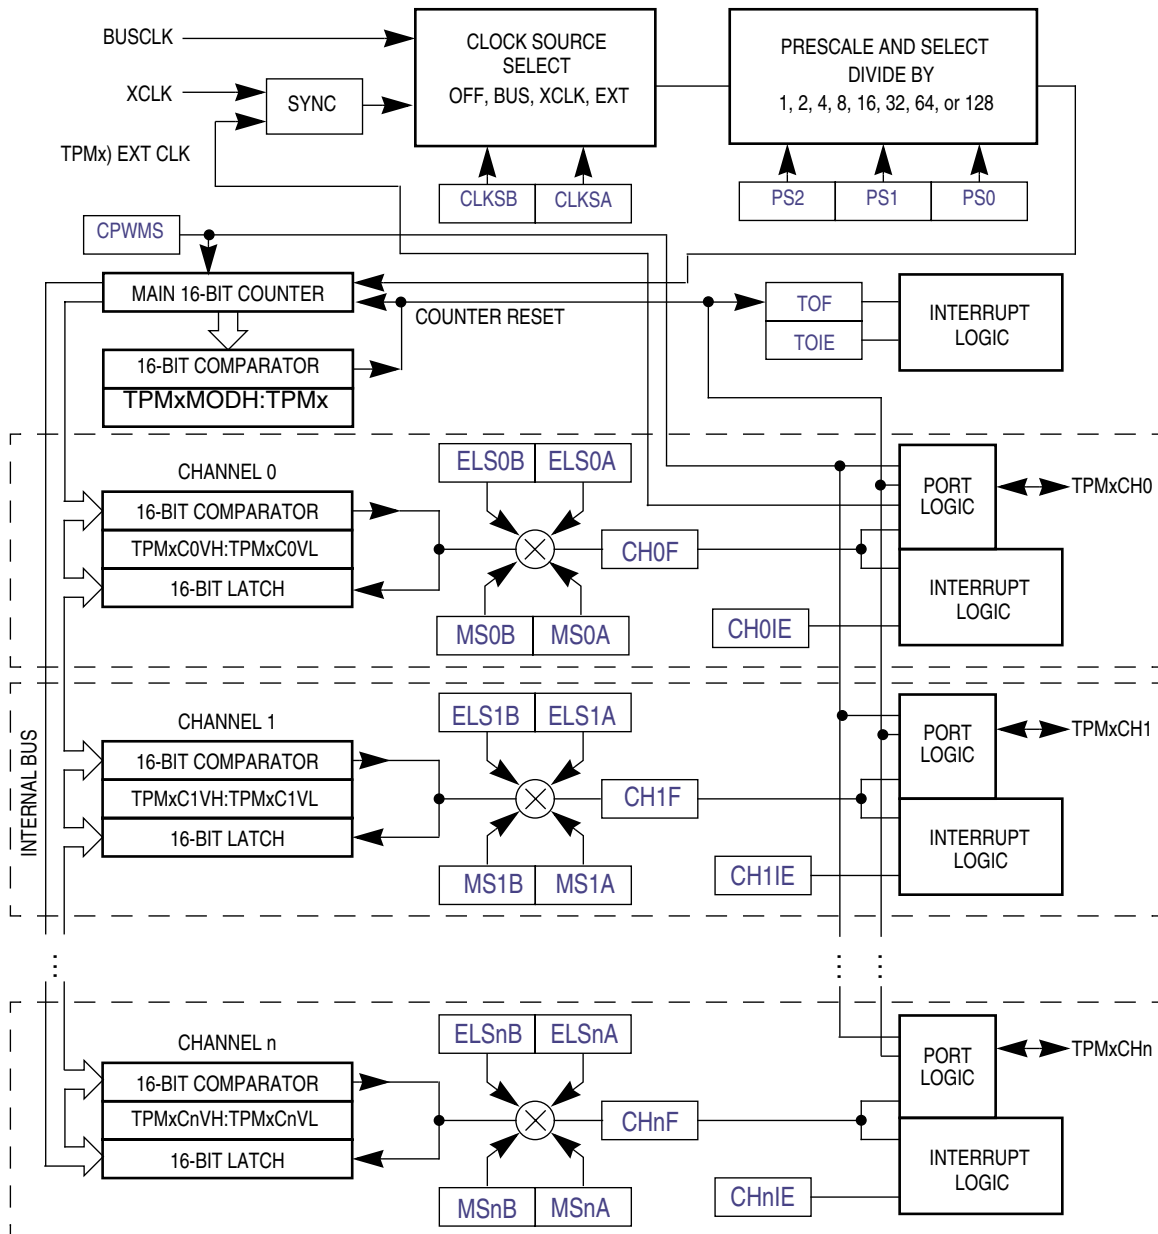 BUSCLK
CLOCK SOURCE
SELECT
OFF, BUS, XCLK, EXT
PRESCALE AND SELECT
DIVIDE BY
1, 2, 4, 8, 16, 32, 64, or 128
XCLK
SYNC
TPMx) EXT CLK
CLKSB
CLKSA
PS2
PS1
PS0
CPWMS
MAIN 16-BIT COUNTER
COUNTER RESET
TOF
TOIE
INTERRUPT
LOGIC
16-BIT COMPARATOR
TPMxMODH:TPMx
CHANNEL 0
ELS0B
ELS0A
PORT
LOGIC
TPMxCH0
16-BIT COMPARATOR
TPMxC0VH:TPMxC0VL
16-BIT LATCH
CH0F
INTERRUPT
LOGIC
MS0B
MS0A
CH0IE
INTERNAL BUS
CHANNEL 1
ELS1B
ELS1A
PORT
LOGIC
TPMxCH1
16-BIT COMPARATOR
TPMxC1VH:TPMxC1VL
16-BIT LATCH
CH1F
INTERRUPT
LOGIC
MS1B
MS1A
CH1IE
...
...
...
CHANNEL n
ELSnB
ELSnA
PORT
LOGIC
TPMxCHn
16-BIT COMPARATOR
TPMxCnVH:TPMxCnVL
16-BIT LATCH
CHnF
INTERRUPT
LOGIC
MSnB
MSnA
CHnIE